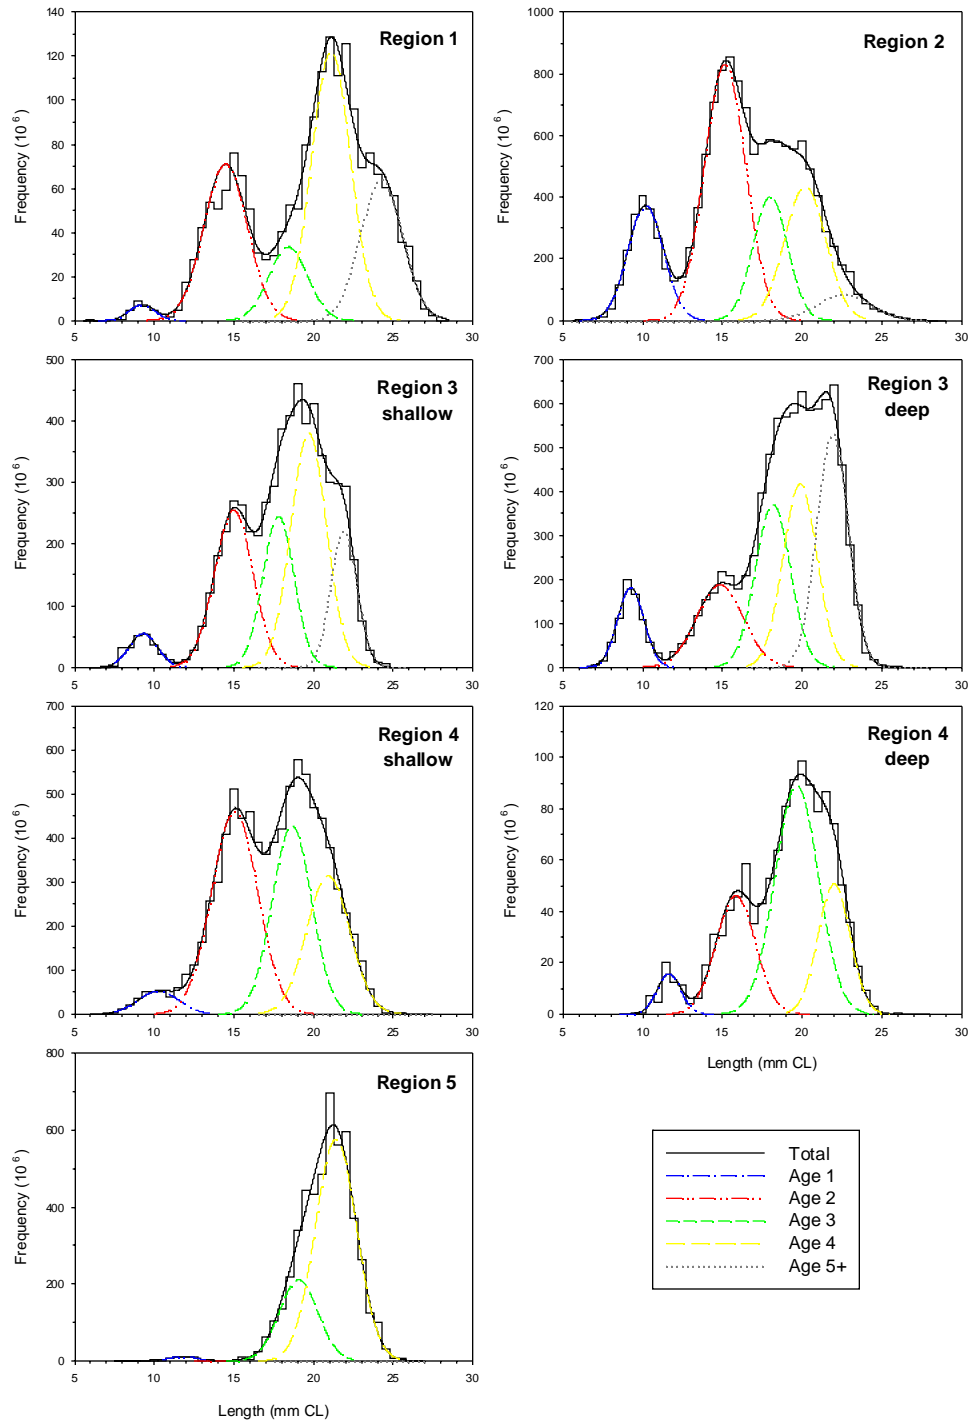 Region 1
Frequency (10 6)
140
120
100
80
60
40
20
0
5 10 15 20 25 30
Region 2
Frequency (10 6)
1000
800
600
400
200
0
5 10 15 20 25 30
Region 3
shallow
Frequency (10 6)
500
400
300
200
100
0
5 10 15 20 25 30
Region 3
deep
Frequency (10 6)
700
600
500
400
300
200
100
0
5 10 15 20 25 30
Region 4
shallow
Frequency (10 6)
700
600
500
400
300
200
100
0
5 10 15 20 25 30
Region 4
deep
Frequency (10 6)
120
100
80
60
40
20
0
5 10 15 20 25 30
Length (mm CL)
Region 5
Frequency (10 6)
800
600
400
200
0
5 10 15 20 25 30
Length (mm CL)
Total
Age 1
Age 2
Age 3
Age 4
Age 5+